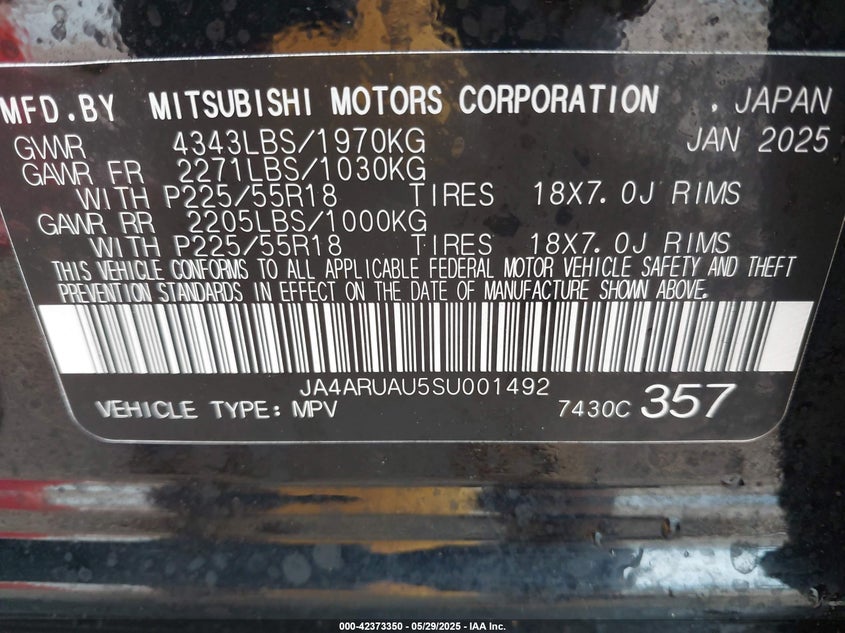 MFD.BY MITSUBISHI MOTORS CORPORATION , JAPAN
GWVR 4343LBS/1970KG JAN 2025
GAWR FR 2271LBS/1030KG
WITH P225/55R18 TIRES 18X7.0J RIMS
GAWR RR 2205LBS/1000KG
WITH P225/55R18 TIRES 18X7.0J RIMS
THIS VEHICLE CONFORMS TO ALL APPLICABLE FEDERAL MOTOR VEHICLE SAFETY AND THEFT
PREVENTION STANDARDS IN EFFECT ON THE DATE OF MANUFACTURE SHOWN ABOVE.
JA4ARUAU5SU001492
VEHICLE TYPE: MPV 7430C 357
000-42373350 - 05/29/2025 - IAA Inc.